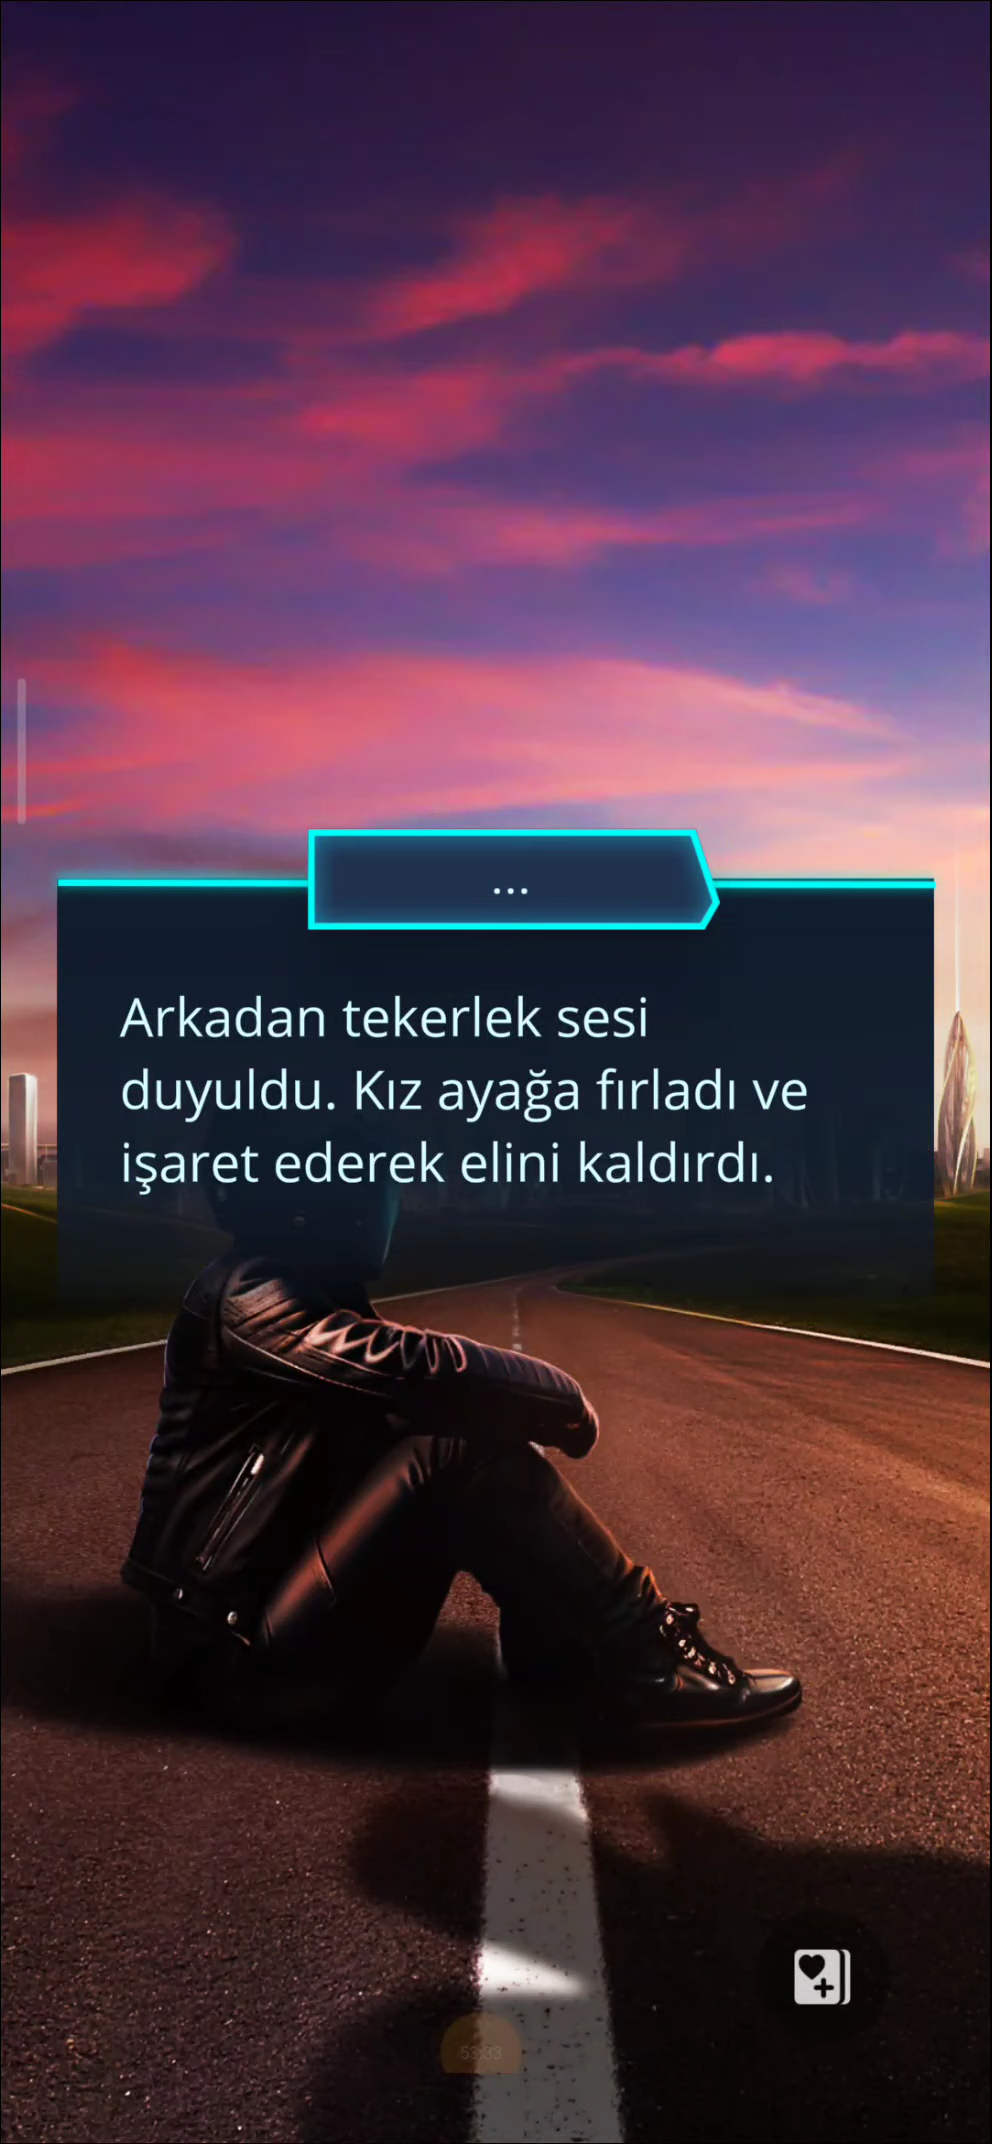 ...
Arkadan tekerlek sesi
duyuldu. Kız ayağa fırladı ve
işaret ederek elini kaldırdı.